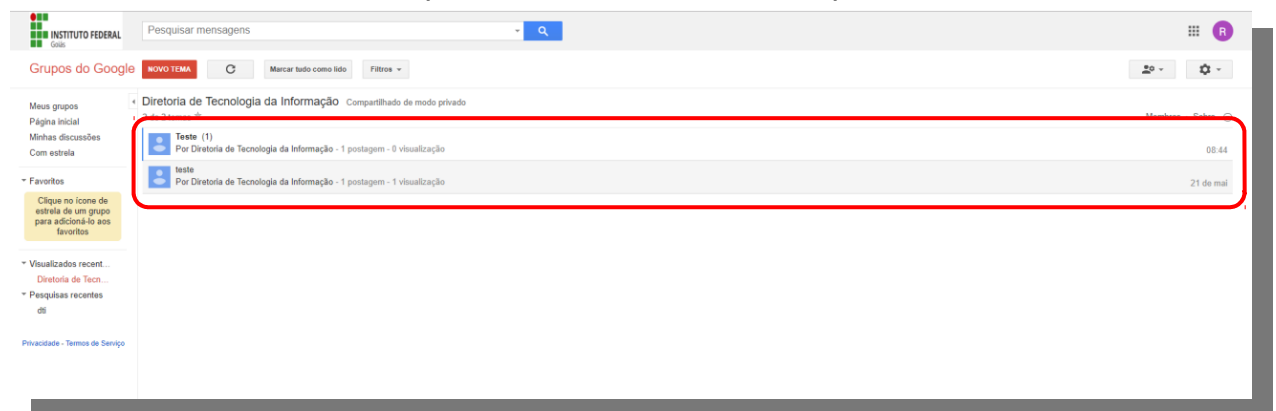 INSTITUTO FEDERAL
Goiás
Pesquisar mensagens
R
Grupos do Google
NOVO TEMA
Marcar tudo como lido
Filtros
Meus grupos
Página inicial
Minhas discussões
Com estrela
Favoritos
Clique no ícone de
estrela de um grupo
para adicioná-lo aos
favoritos
Visualizados recent...
Diretoria de Tecn...
Pesquisas recentes
dti
Privacidade - Termos de Serviço
Diretoria de Tecnologia da Informação Compartilhado de modo privado
Membros Sobre
Teste (1)
Por Diretoria de Tecnologia da Informação - 1 postagem - 0 visualização
08:44
teste
Por Diretoria de Tecnologia da Informação - 1 postagem - 1 visualização
21 de mai